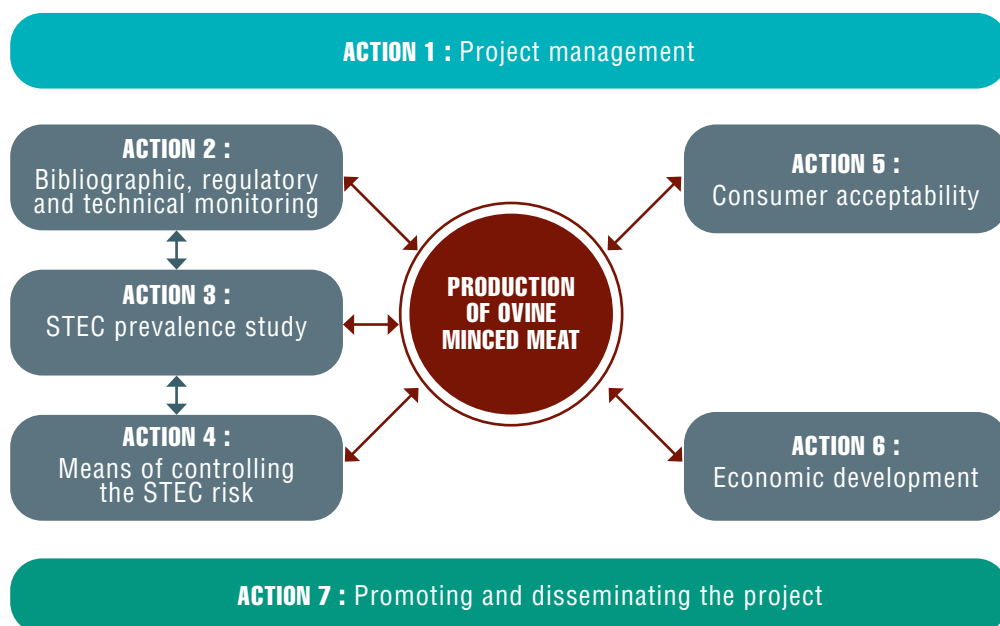 ACTION 1 : Project management
ACTION 2 :
Bibliographic, regulatory
and technical monitoring
ACTION 3 :
STEC prevalence study
ACTION 4 :
Means of controlling
the STEC risk
PRODUCTION
OF OVINE
MINCED MEAT
ACTION 5 :
Consumer acceptability
ACTION 6 :
Economic development
ACTION 7 : Promoting and disseminating the project